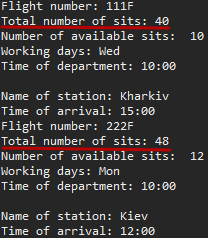 Flight number: 111F
Total number of sits: 40
Number of available sits:  10
Working days: Wed
Time of department: 10:00

Name of station: Kharkiv
Time of arrival: 15:00
Flight number: 222F
Total number of sits: 48
Number of available sits:  12
Working days: Mon
Time of department: 10:00

Name of station: Kiev
Time of arrival: 12:00